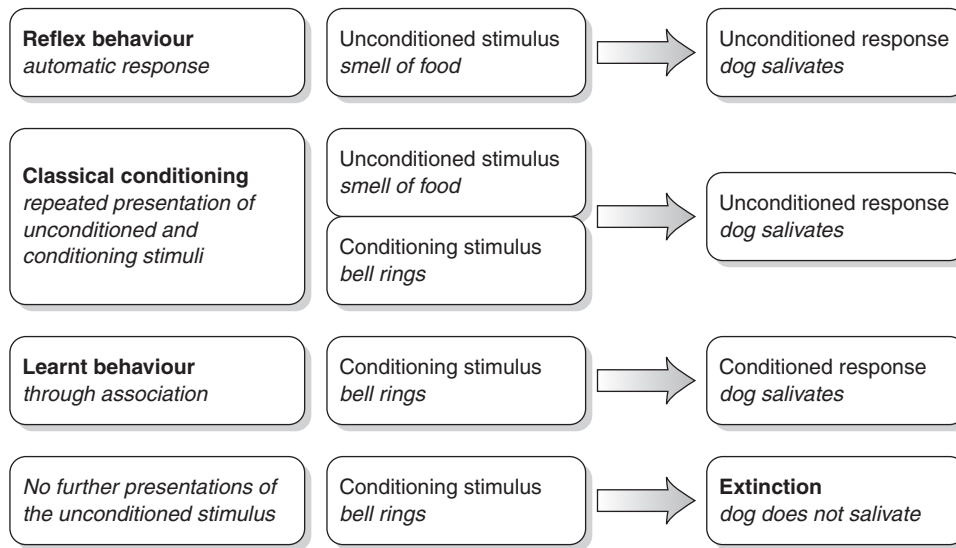 Reflex behaviour
automatic response
Unconditioned stimulus
smell of food
Unconditioned response
dog salivates
Classical conditioning
repeated presentation of
unconditioned and
conditioning stimuli
Unconditioned stimulus
smell of food
Conditioning stimulus
bell rings
Unconditioned response
dog salivates
Learnt behaviour
through association
Conditioning stimulus
bell rings
Conditioned response
dog salivates
No further presentations of
the unconditioned stimulus
Conditioning stimulus
bell rings
Extinction
dog does not salivate